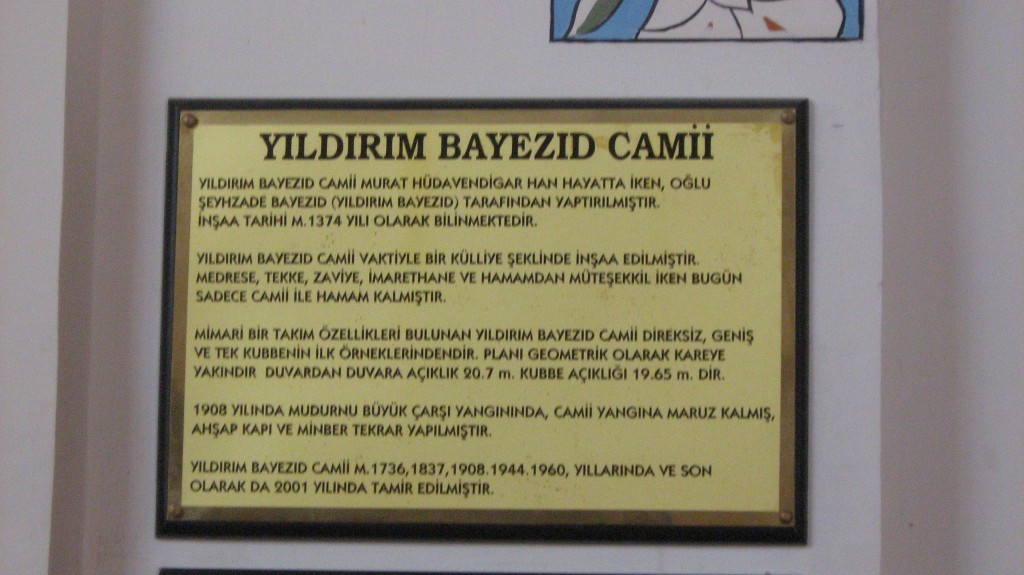 YILDIRIM BAYEZID CAMİİ
YILDIRIM BAYEZID CAMİİ MURAT HÜDAVENDİGAR HAN HAYATTA İKEN, OĞLU
ŞEYHZADE BAYEZID (YILDIRIM BAYEZID) TARAFINDAN YAPTIRILMIŞTIR.
İNŞAA TARİHİ M.1374 YILI OLARAK BİLİNMEKTEDİR.
YILDIRIM BAYEZID CAMİİ VAKTİYLE BİR KÜLLİYE ŞEKLİNDE İNŞAA EDİLMİŞTİR.
MEDRESE, TEKKE, ZAVİYE, İMARETHANE VE HAMAMDAN MÜTEŞEKKİL İKEN BUGÜN
SADECE CAMİİ İLE HAMAM KALMIŞTIR.
MİMARİ BİR TAKIM ÖZELLİKLERİ BULUNAN YILDIRIM BAYEZID CAMİİ DİREKSİZ, GENİŞ
VE TEK KUBBENİN İLK ÖRNEKLERİNDENDİR. PLANI GEOMETRİK OLARAK KAREYE
YAKINDIR DUVARDAN DUVARA AÇIKLIK 20.7 m. KUBBE AÇIKLIĞI 19.65 m. DİR.
1908 YILINDA MUDURNU BÜYÜK ÇARŞI YANGININDA, CAMİİ YANGINA MARUZ KALMIŞ,
AHŞAP KAPI VE MİNBER TEKRAR YAPILMIŞTIR.
YILDIRIM BAYEZID CAMİİ M.1736,1837,1908.1944.1960, YILLARINDA VE SON
OLARAK DA 2001 YILINDA TAMİR EDİLMİŞTİR.